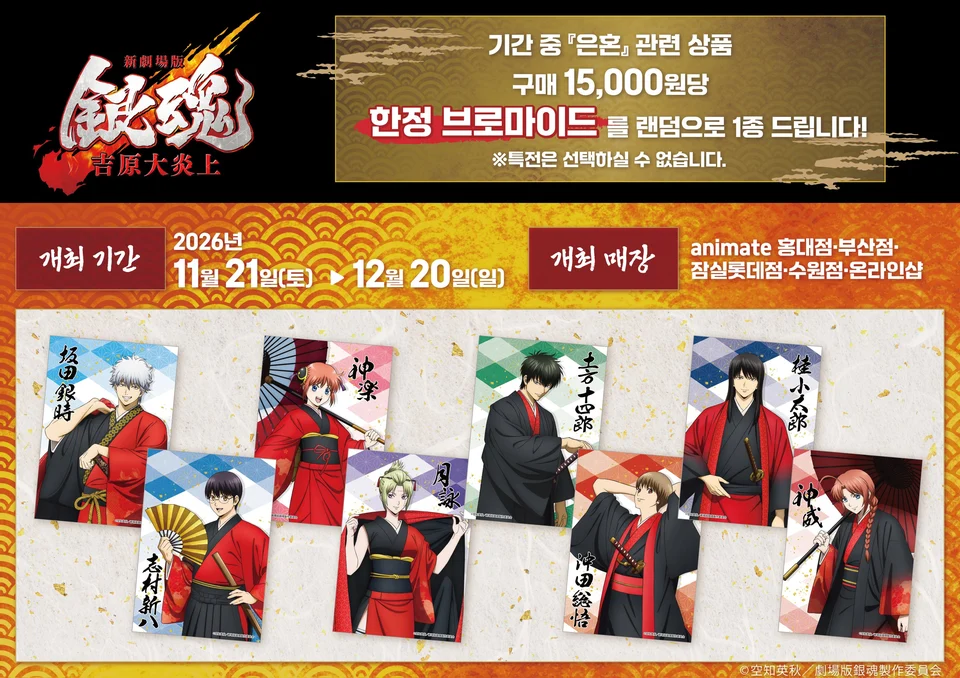 新劇場版
銀魂
吉原大炎上
기간 중 『은혼』 관련 상품
구매 15,000원당
한정 브로마이드 를 랜덤으로 1종 드립니다!
※특전은 선택하실 수 없습니다.
개최 기간
2026년
11월 21일(토) ▶ 12월 20일(일)
개최 매장
animate 홍대점·부산점·
잠실롯데점·수원점·온라인샵
坂田銀時
神楽
土方十四郎
桂小太郎
志村新八
月詠
沖田総悟
神威
©空知英秋／劇場版銀魂製作委員会